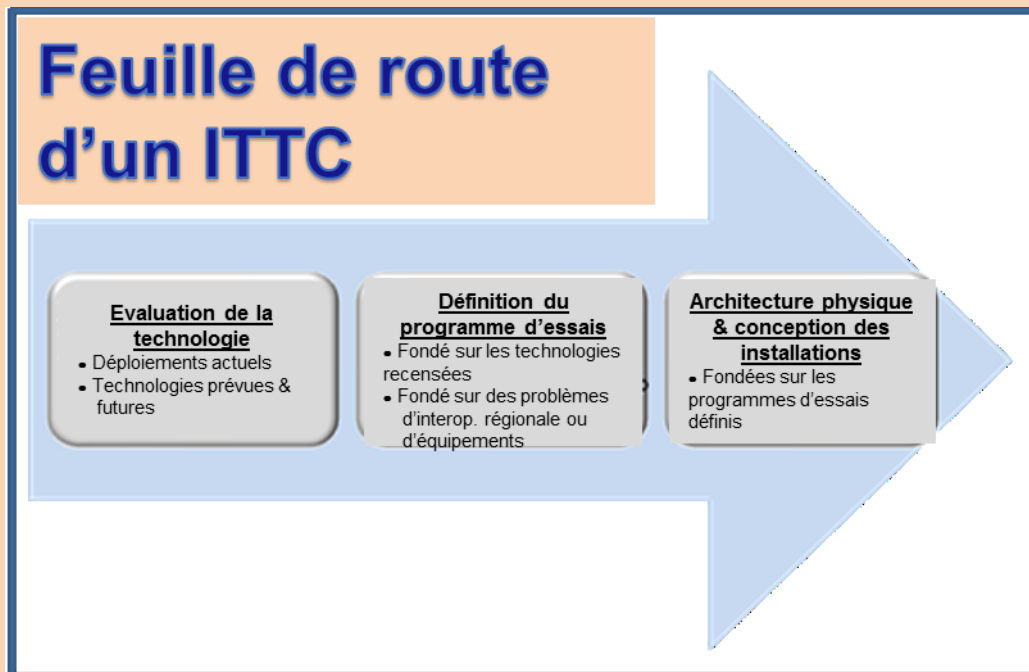 Feuille de route
d’un ITTC
Evaluation de la
technologie
• Déploiements actuels
• Technologies prévues &
futures
Définition du
programme d’essais
• Fondé sur les technologies
recensées
• Fondé sur des problèmes
d’interop. régionale ou
d’équipements
Architecture physique
& conception des
installations
• Fondées sur les
programmes d’essais
définis